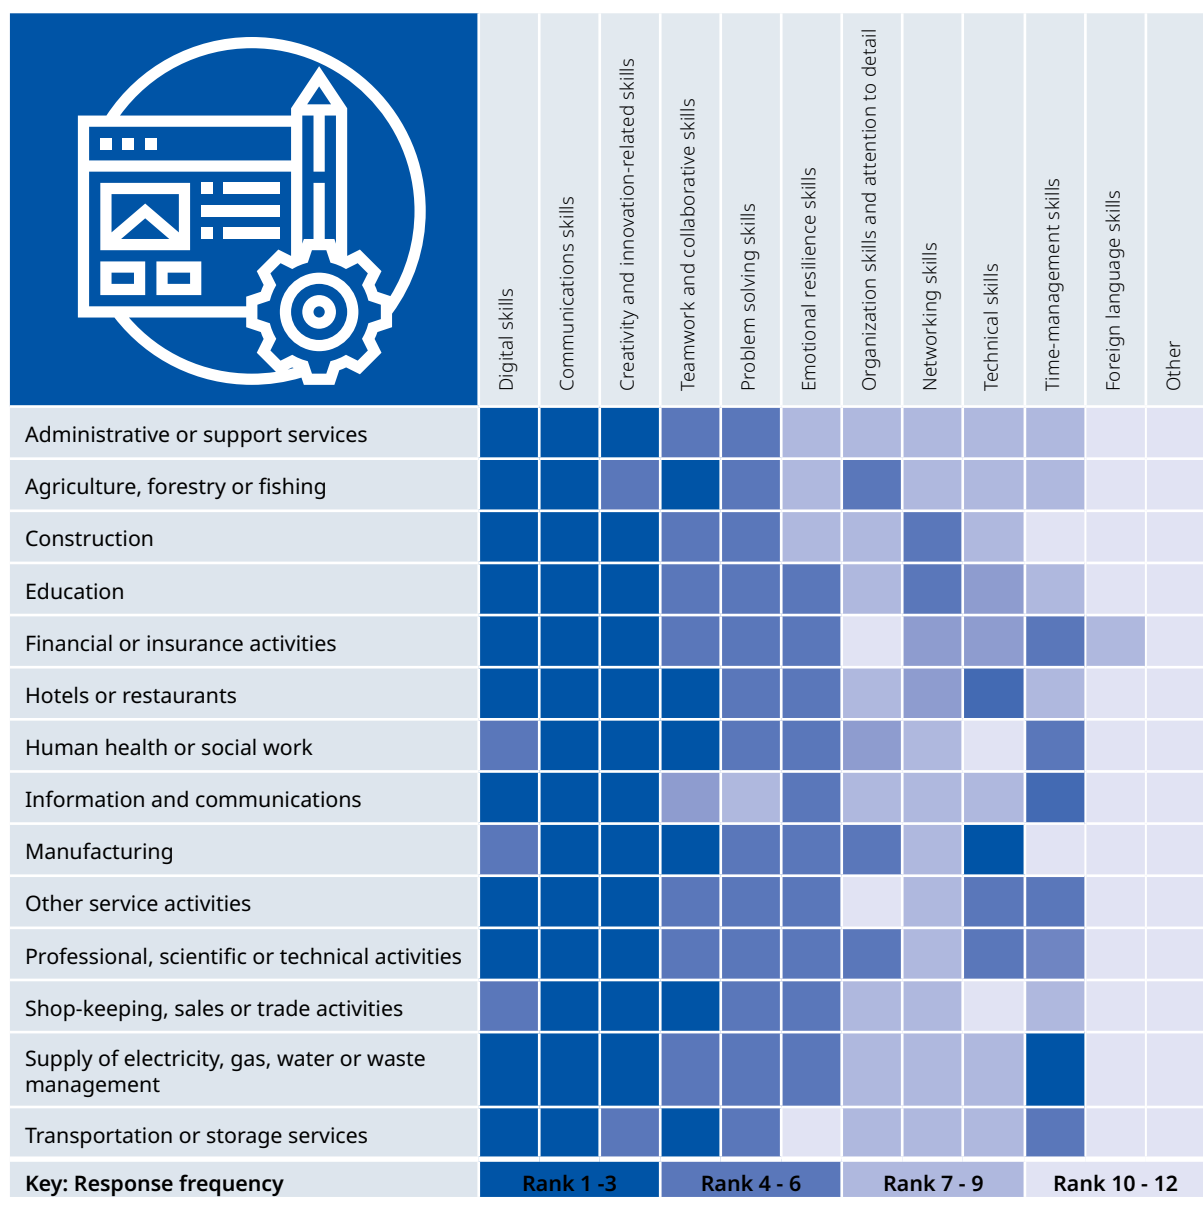 Digital skills
Communications skills
Creativity and innovation-related skills
Teamwork and collaborative skills
Problem solving skills
Emotional resilience skills
Organization skills and attention to detail
Networking skills
Technical skills
Time-management skills
Foreign language skills
Other
Administrative or support services
Agriculture, forestry or fishing
Construction
Education
Financial or insurance activities
Hotels or restaurants
Human health or social work
Information and communications
Manufacturing
Other service activities
Professional, scientific or technical activities
Shop-keeping, sales or trade activities
Supply of electricity, gas, water or waste
management
Transportation or storage services
Key: Response frequency
Rank 1 -3
Rank 4 - 6
Rank 7 - 9
Rank 10 - 12